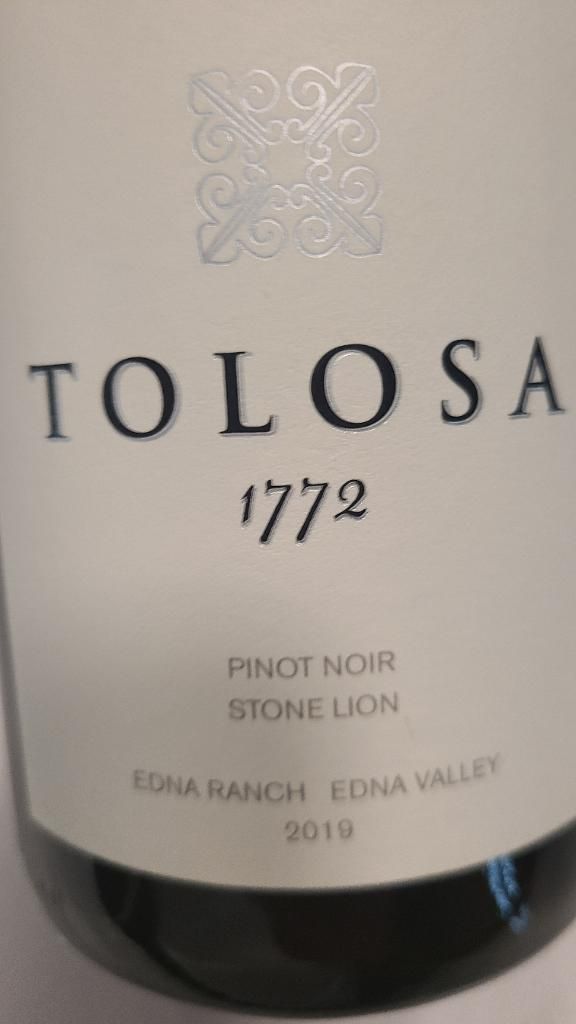 TOLOSA
1772
PINOT NOIR
STONE LION
EDNA RANCH EDNA VALLEY
2019